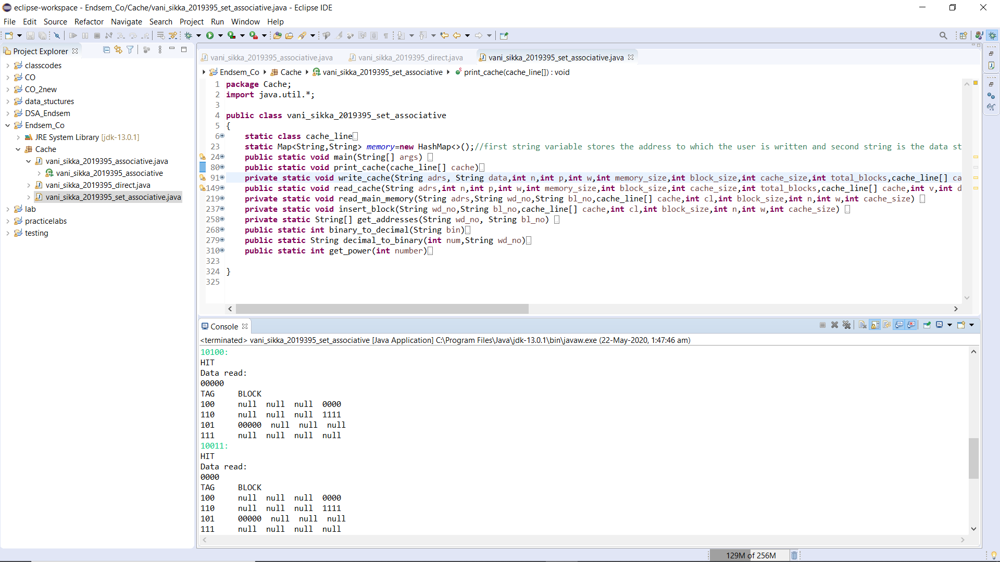 eclipse-workspace - Endsem_Co/Cache/vani_sikka_2019395_set_associative.java - Eclipse IDE
File Edit Source Refactor Navigate Search Project Run Window Help
Project Explorer
classcodes
CO
CO_2new
data_stuctures
DSA_Endsem
Endsem_Co
JRE System Library [jdk-13.0.1]
Cache
vani_sikka_2019395_associative.java
vani_sikka_2019395_associative
vani_sikka_2019395_direct.java
vani_sikka_2019395_set_associative.java
lab
practicelabs
testing
vani_sikka_2019395_associative.java vani_sikka_2019395_direct.java vani_sikka_2019395_set_associative.java
Endsem_Co Cache vani_sikka_2019395_set_associative print_cache(cache_line[]) : void
1 package Cache;
2 import java.util.*;
3
4 public class vani_sikka_2019395_set_associative
5 {
6 static class cache_line
23 static Map<String,String> memory=new HashMap<>();//first string variable stores the address to which the user is written and second string is the data st
24 public static void main(String[] args)
80 public static void print_cache(cache_line[] cache)
91 private static void write_cache(String adrs, String data,int n,int p,int w,int memory_size,int block_size,int cache_size,int total_blocks,cache_line[] ca
149 public static void read_cache(String adrs,int n,int p,int w,int memory_size,int block_size,int cache_size,int total_blocks,cache_line[] cache,int v,int d
219 private static void read_main_memory(String adrs,String wd_no,String bl_no,cache_line[] cache,int cl,int block_size,int n,int w,int cache_size)
237 private static void insert_block(String wd_no,String bl_no,cache_line[] cache,int cl,int block_size,int n,int w,int cache_size)
258 private static String[] get_addresses(String wd_no, String bl_no)
268 public static int binary_to_decimal(String bin)
279 public static String decimal_to_binary(int num,String wd_no)
310 public static int get_power(int number)
323
324 }
325
Console
<terminated> vani_sikka_2019395_set_associative [Java Application] C:\Program Files\Java\jdk-13.0.1\bin\javaw.exe (22-May-2020, 1:47:46 am)
10100:
HIT
Data read:
00000
TAG BLOCK
100 null null null 0000
110 null null null 1111
101 00000 null null null
111 null null null null
10011:
HIT
Data read:
0000
TAG BLOCK
100 null null null 0000
110 null null null 1111
101 00000 null null null
111 null null null null
129M of 256M